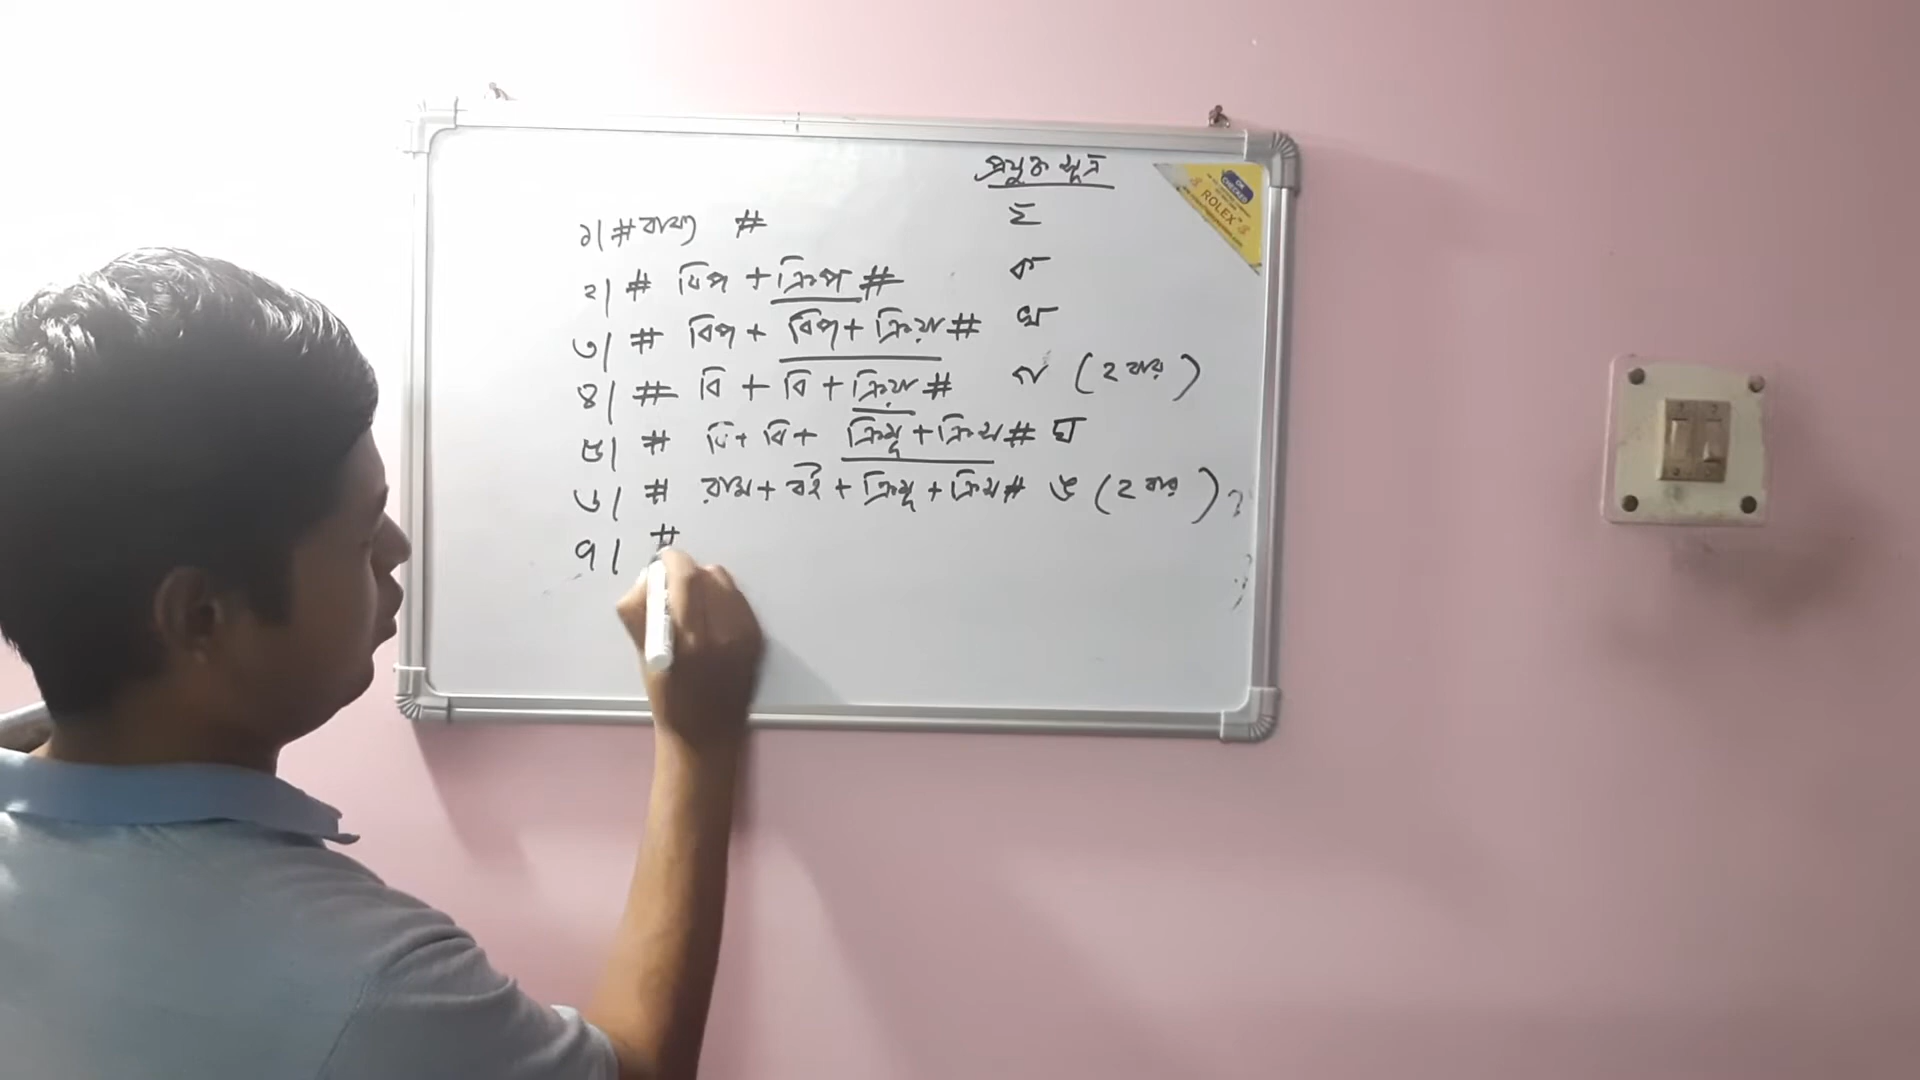 প্রযুক্ত সূত্র
১| # বাক্য # Σ
২| # বিপ + ক্রিপ # ক
৩| # বিপ + বিপ + ক্রিয়া # খ
৪| # বি + বি + ক্রিয়া # গ (২ বার)
৫| # বি + বি + ক্রিমূ + ক্রিস # ঘ
৬| # রাম + বই + ক্রিমূ + ক্রিস # ঙ (২ বার)
৭| #
ROLEX